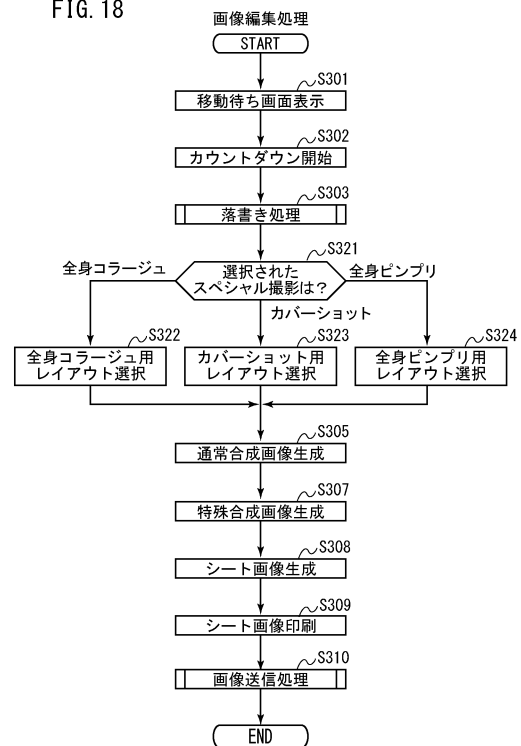 FIG. 18
画像編集処理
START
S301
移動待ち画面表示
S302
カウントダウン開始
S303
落書き処理
S321
選択された
スペシャル撮影は?
全身コラージュ
全身ピンプリ
カバーショット
S322
全身コラージュ用
レイアウト選択
S323
カバーショット用
レイアウト選択
S324
全身ピンプリ用
レイアウト選択
S305
通常合成画像生成
S307
特殊合成画像生成
S308
シート画像生成
S309
シート画像印刷
S310
画像送信処理
END